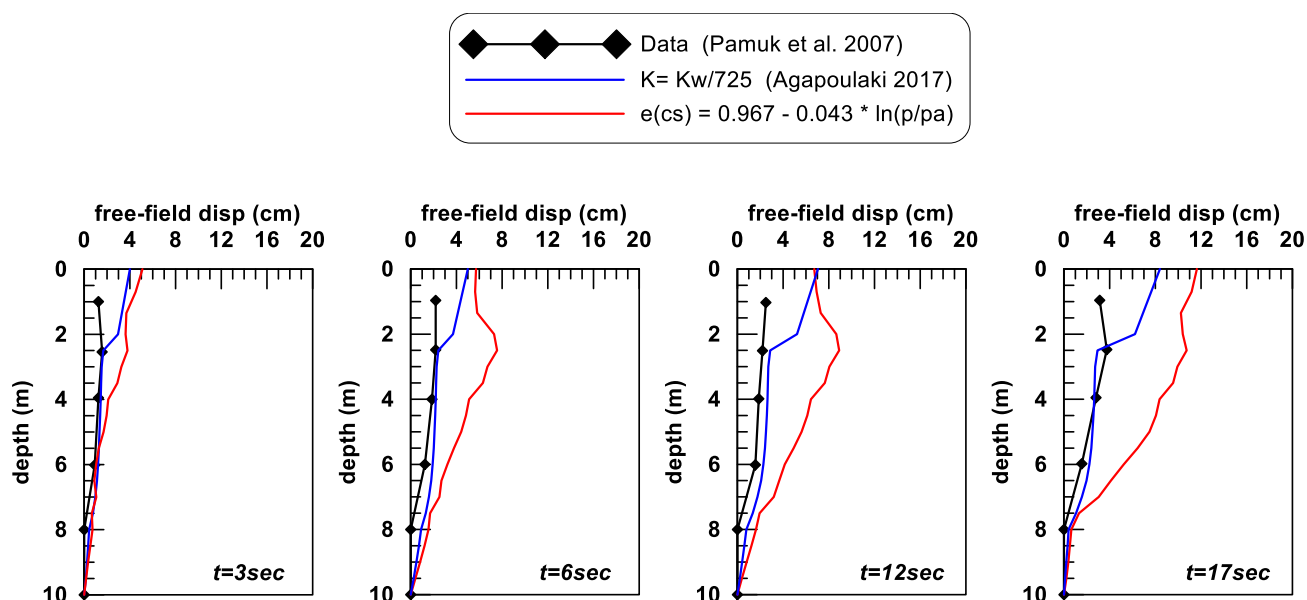 Data (Pamuk et al. 2007)
K= Kw/725 (Agapoulaki 2017)
e(cs) = 0.967 - 0.043 * ln(p/pa)
free-field disp (cm) free-field disp (cm) free-field disp (cm) free-field disp (cm)
0 4 8 12 16 20 0 4 8 12 16 20 0 4 8 12 16 20 0 4 8 12 16 20
0 0 0 0
2 2 2 2
4 4 4 4
depth (m) depth (m) depth (m) depth (m)
6 6 6 6
8 8 8 8
t=3sec t=6sec t=12sec t=17sec
10 10 10 10